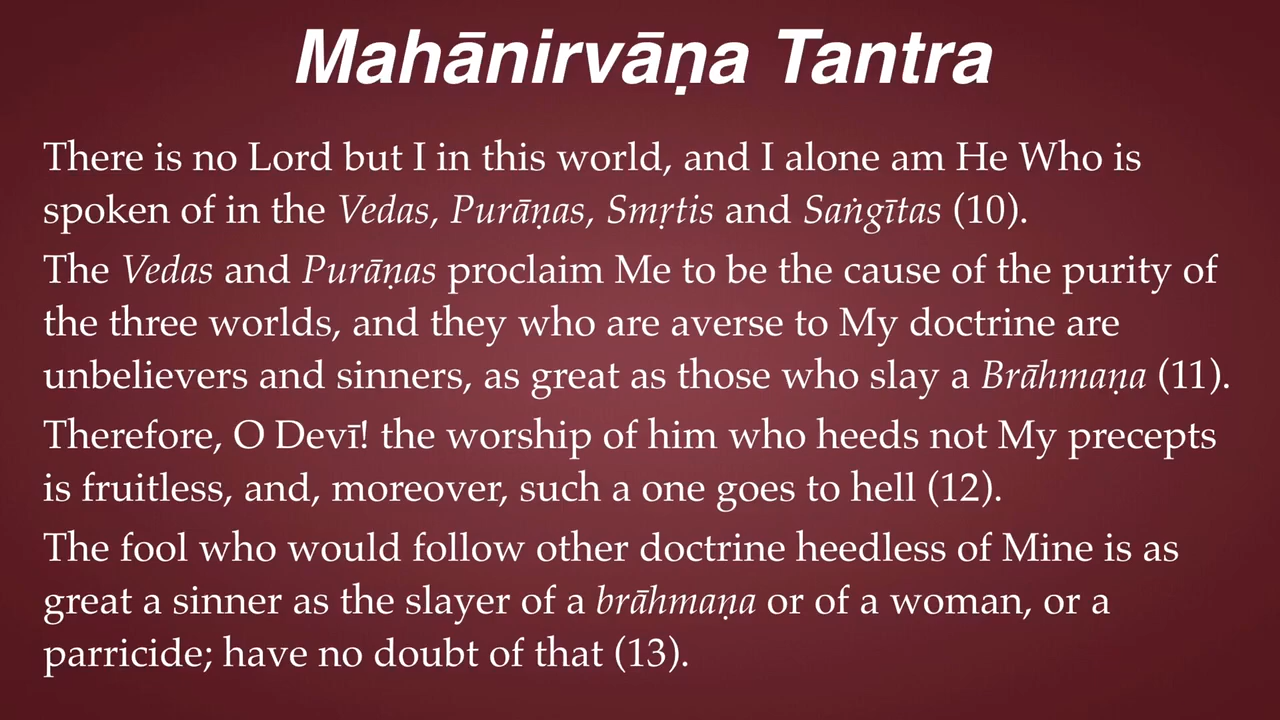 Mahānirvāṇa Tantra
There is no Lord but I in this world, and I alone am He Who is
spoken of in the Vedas, Purāṇas, Smṛtis and Saṅgītas (10).
The Vedas and Purāṇas proclaim Me to be the cause of the purity of
the three worlds, and they who are averse to My doctrine are
unbelievers and sinners, as great as those who slay a Brāhmaṇa (11).
Therefore, O Devī! the worship of him who heeds not My precepts
is fruitless, and, moreover, such a one goes to hell (12).
The fool who would follow other doctrine heedless of Mine is as
great a sinner as the slayer of a brāhmaṇa or of a woman, or a
parricide; have no doubt of that (13).